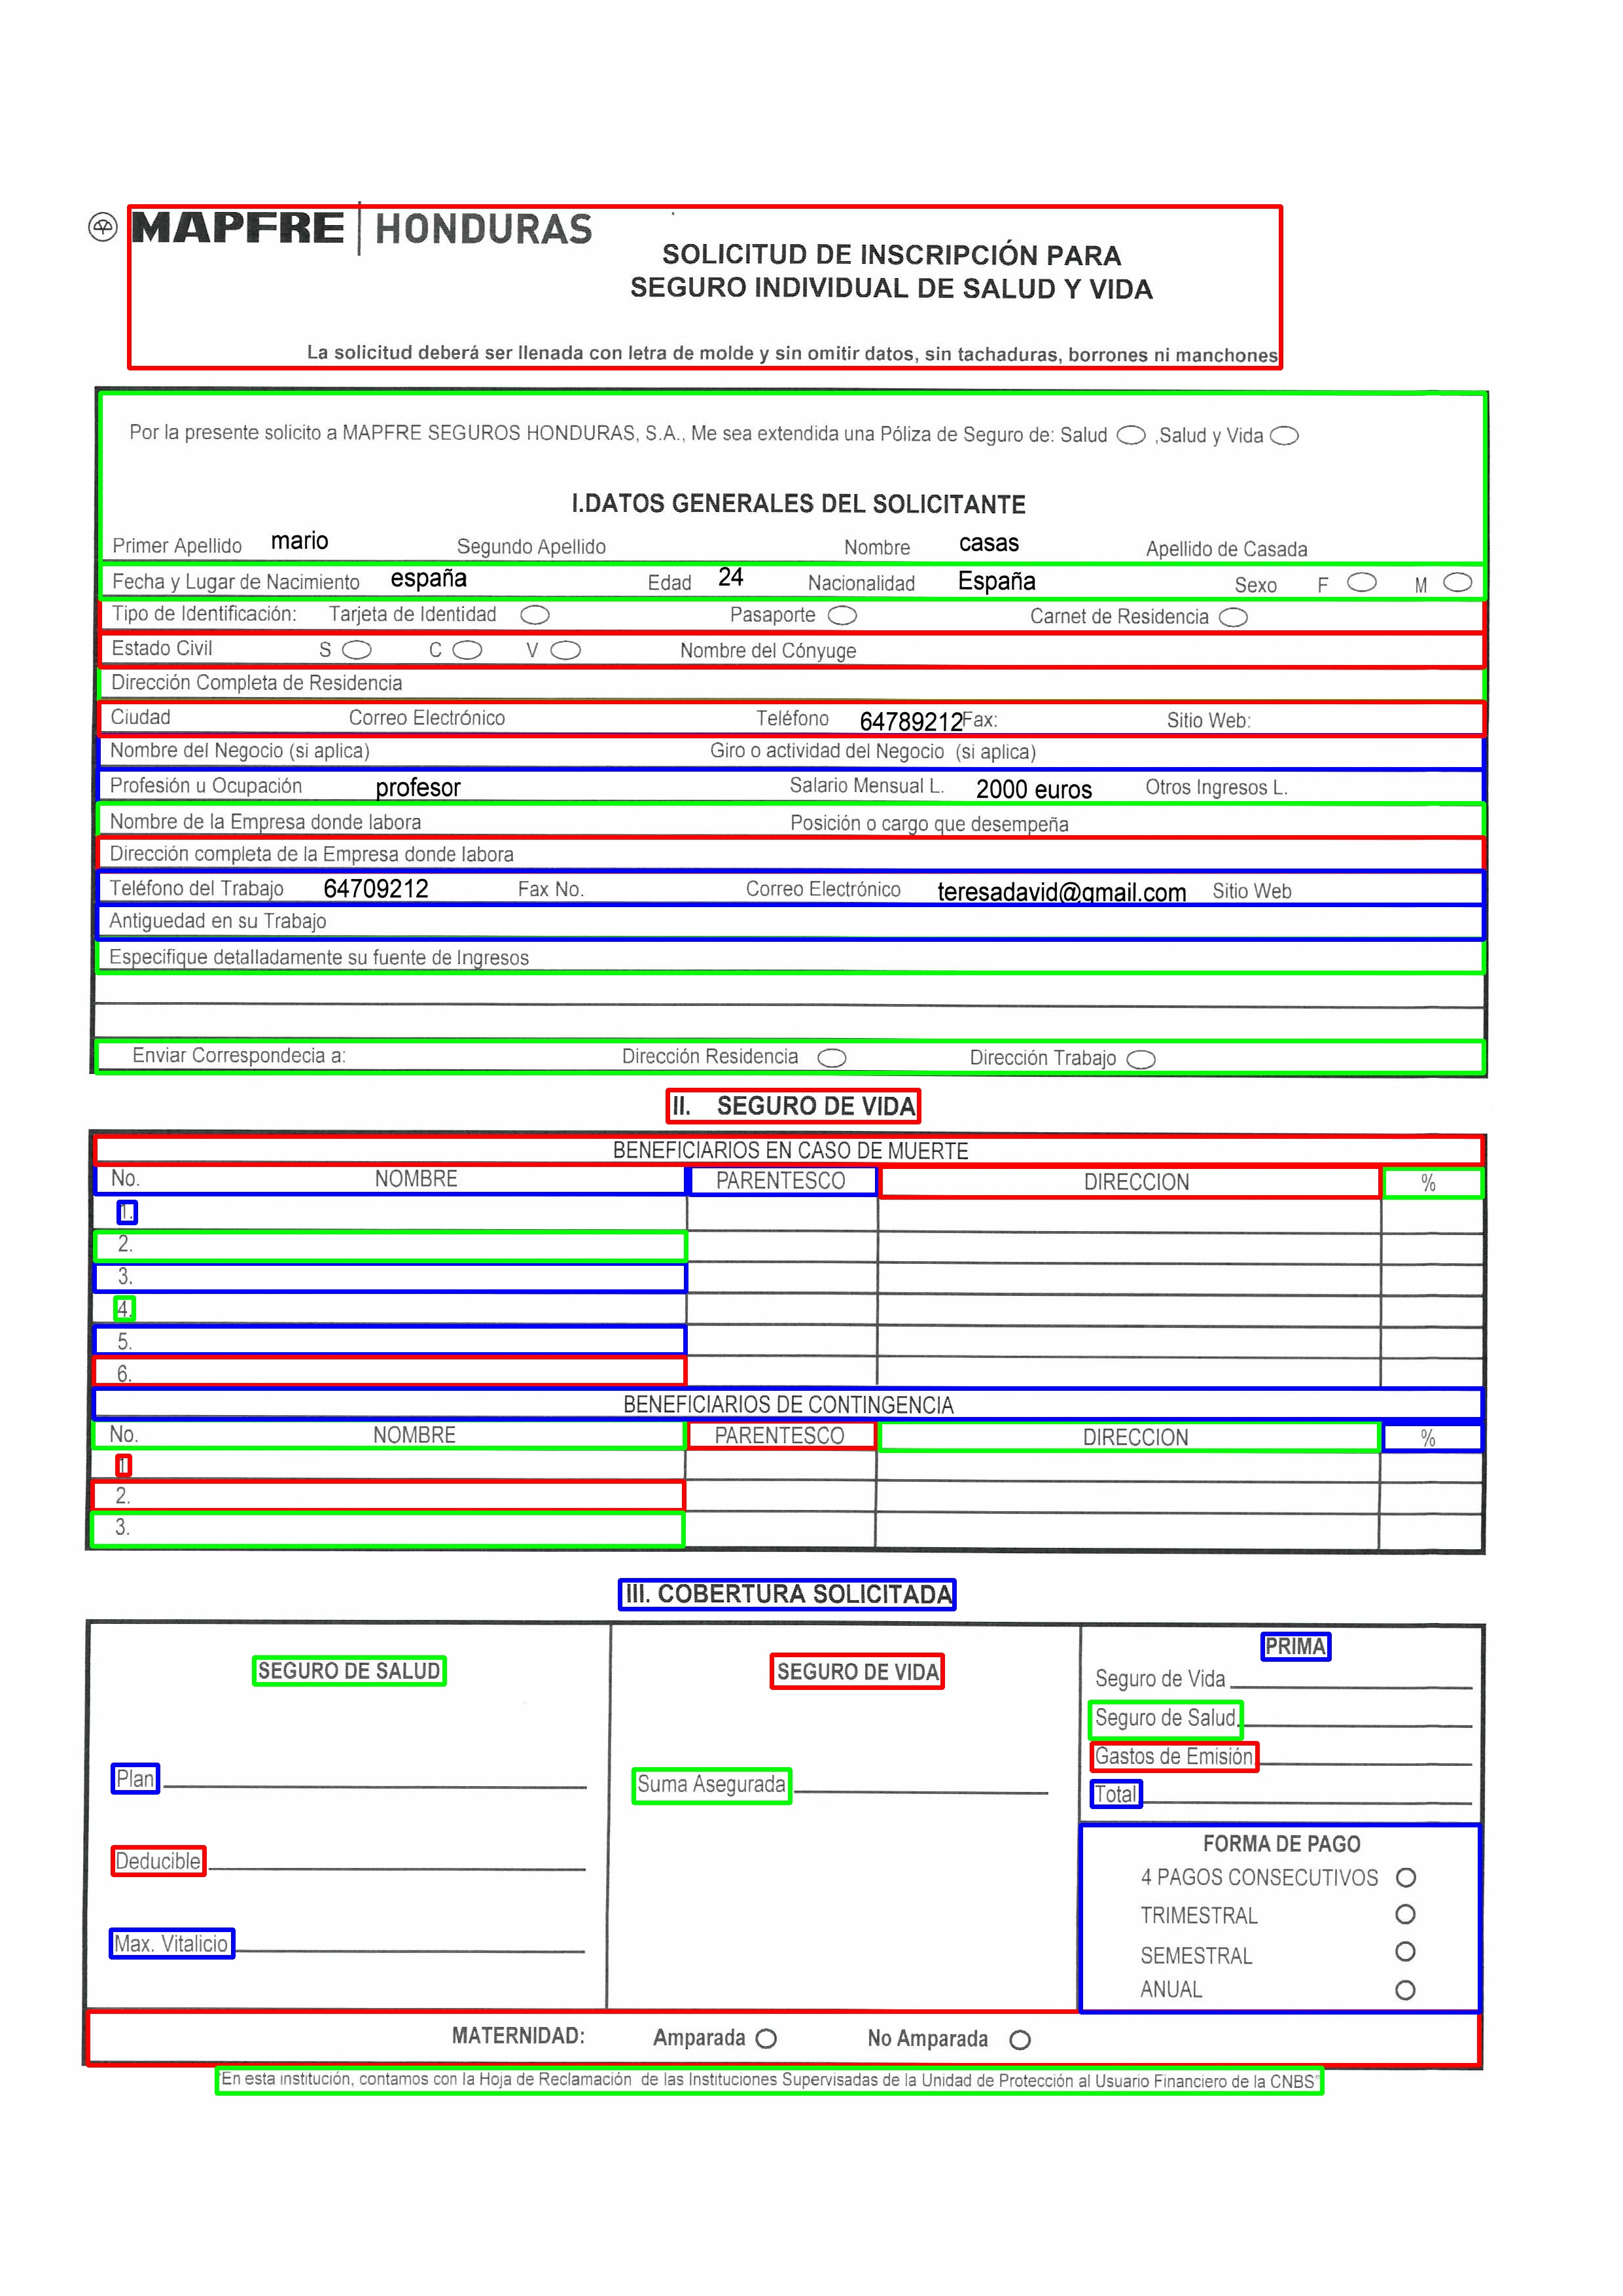 MAPFRE | HONDURAS
SOLICITUD DE INSCRIPCIÓN PARA
SEGURO INDIVIDUAL DE SALUD Y VIDA
La solicitud deberá ser llenada con letra de molde y sin omitir datos, sin tachaduras, borrones ni manchones
Por la presente solicito a MAPFRE SEGUROS HONDURAS, S.A., Me sea extendida una Póliza de Seguro de: Salud ,Salud y Vida
I.DATOS GENERALES DEL SOLICITANTE
Primer Apellido mario Segundo Apellido Nombre casas Apellido de Casada
Fecha y Lugar de Nacimiento españa Edad 24 Nacionalidad España Sexo F M
Tipo de Identificación: Tarjeta de Identidad Pasaporte Carnet de Residencia
Estado Civil S C V Nombre del Cónyuge
Dirección Completa de Residencia
Ciudad Correo Electrónico Teléfono 64789212 Fax: Sitio Web:
Nombre del Negocio (si aplica) Giro o actividad del Negocio (si aplica)
Profesión u Ocupación profesor Salario Mensual L. 2000 euros Otros Ingresos L.
Nombre de la Empresa donde labora Posición o cargo que desempeña
Dirección completa de la Empresa donde labora
Teléfono del Trabajo 64709212 Fax No. Correo Electrónico teresadavid@gmail.com Sitio Web
Antiguedad en su Trabajo
Especifique detalladamente su fuente de Ingresos
Enviar Correspondecia a: Dirección Residencia Dirección Trabajo
II. SEGURO DE VIDA
BENEFICIARIOS EN CASO DE MUERTE
No. NOMBRE PARENTESCO DIRECCION %
1.
2.
3.
4.
5.
6.
BENEFICIARIOS DE CONTINGENCIA
No. NOMBRE PARENTESCO DIRECCION %
1
2.
3.
III. COBERTURA SOLICITADA
SEGURO DE SALUD
Plan
Deducible
Max. Vitalicio
SEGURO DE VIDA
Suma Asegurada
PRIMA
Seguro de Vida
Seguro de Salud.
Gastos de Emisión
Total
FORMA DE PAGO
4 PAGOS CONSECUTIVOS
TRIMESTRAL
SEMESTRAL
ANUAL
MATERNIDAD: Amparada No Amparada
"En esta institución, contamos con la Hoja de Reclamación de las Instituciones Supervisadas de la Unidad de Protección al Usuario Financiero de la CNBS"